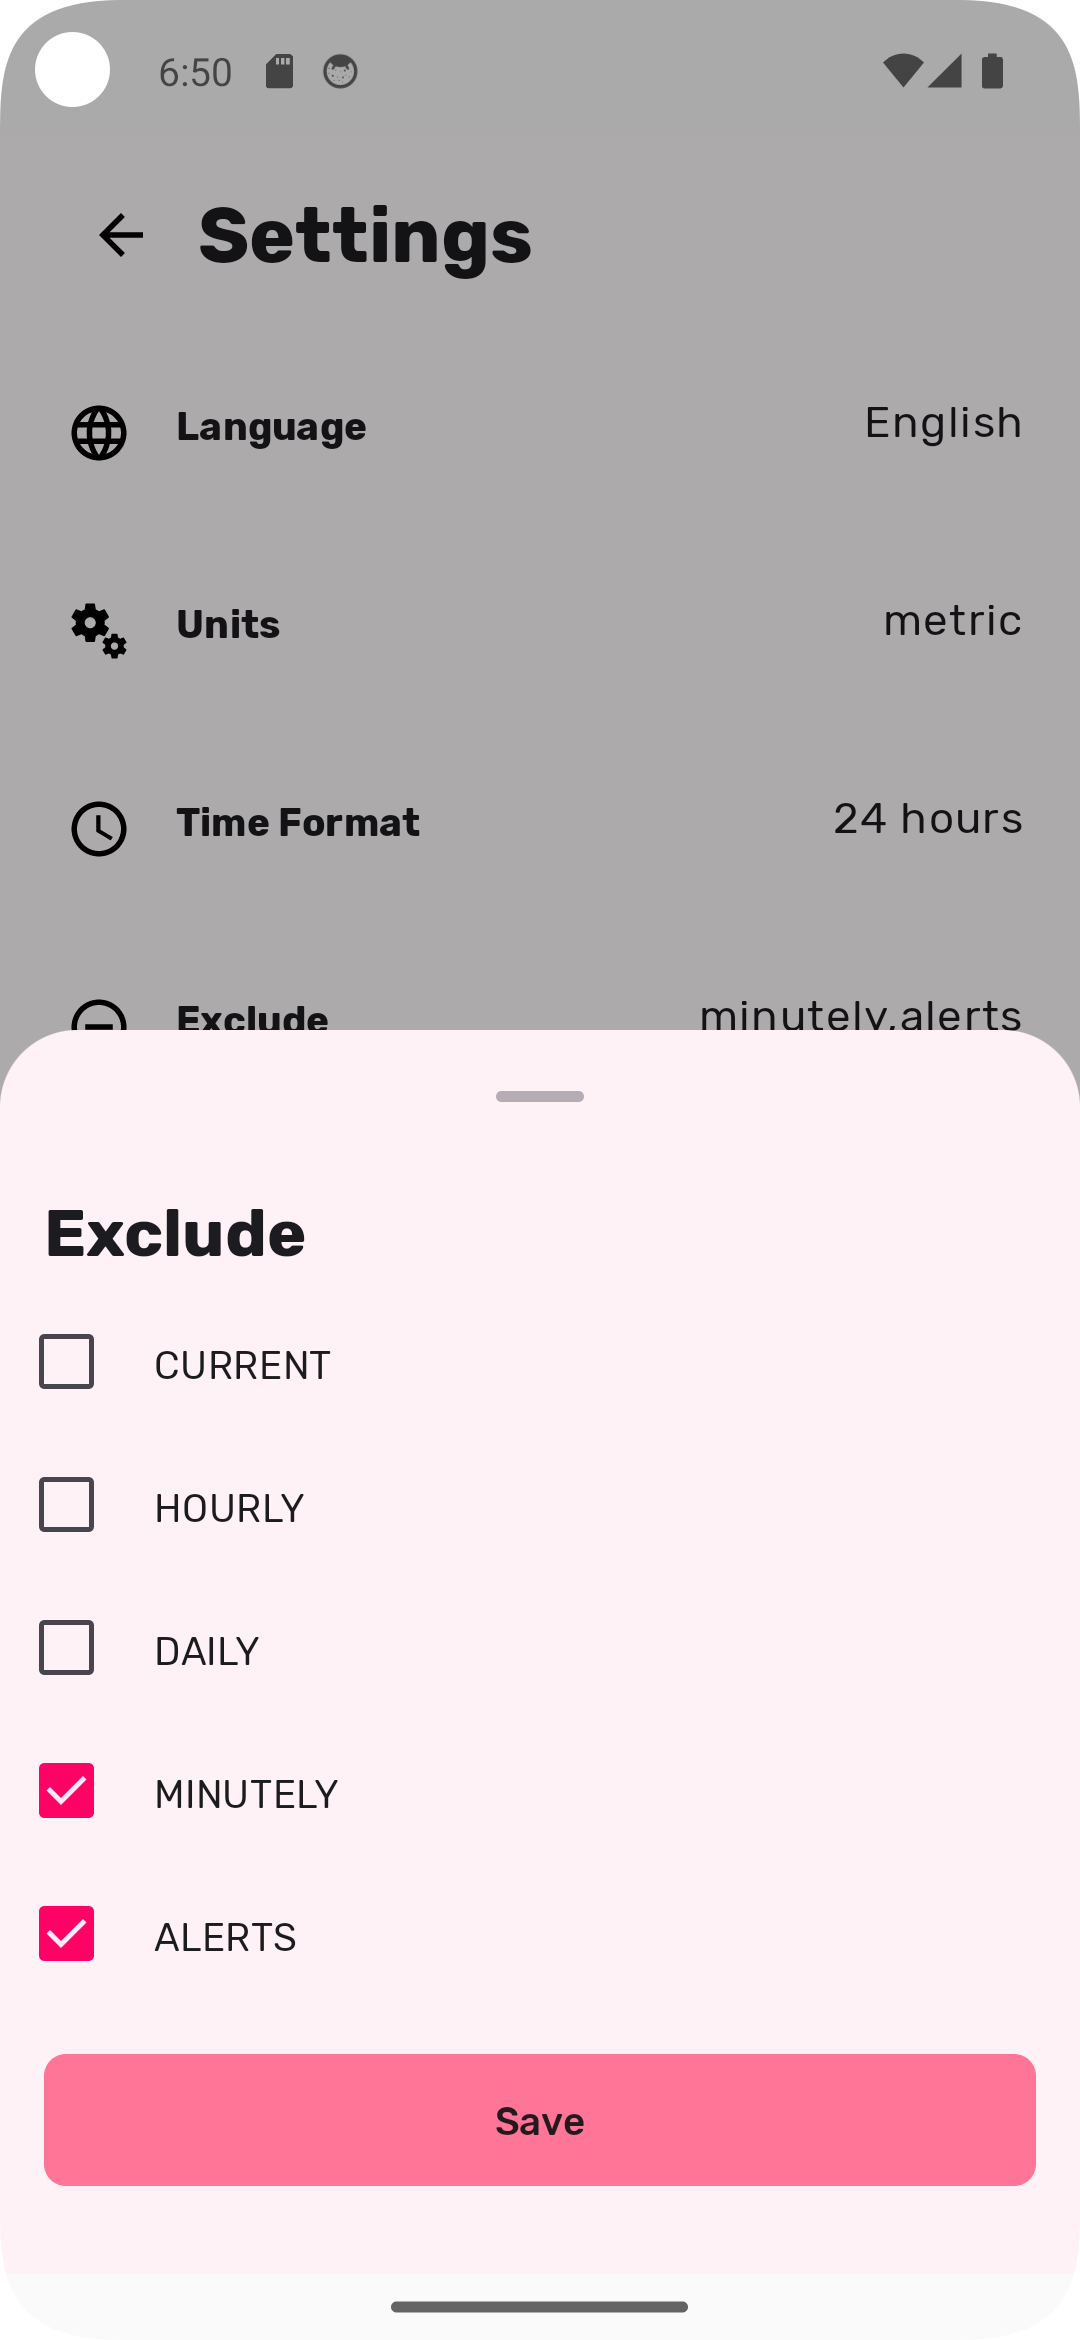 6:50
Settings
Language English
Units metric
Time Format 24 hours
Exclude minutely,alerts
Exclude
CURRENT
HOURLY
DAILY
MINUTELY
ALERTS
Save